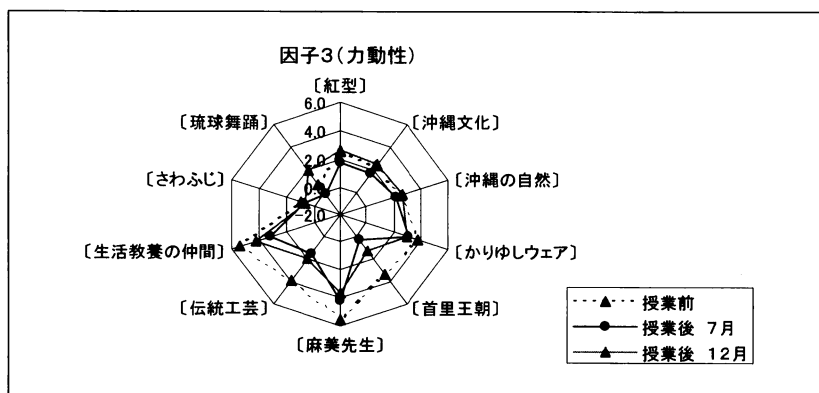 因子3(力動性)
〔紅型〕
〔沖縄文化〕
〔沖縄の自然〕
〔かりゆしウェア〕
〔首里王朝〕
〔麻美先生〕
〔伝統工芸〕
〔生活教養の仲間〕
〔さわふじ〕
〔琉球舞踊〕
6.0
4.0
2.0
0.0
-2.0
授業前
授業後 7月
授業後 12月